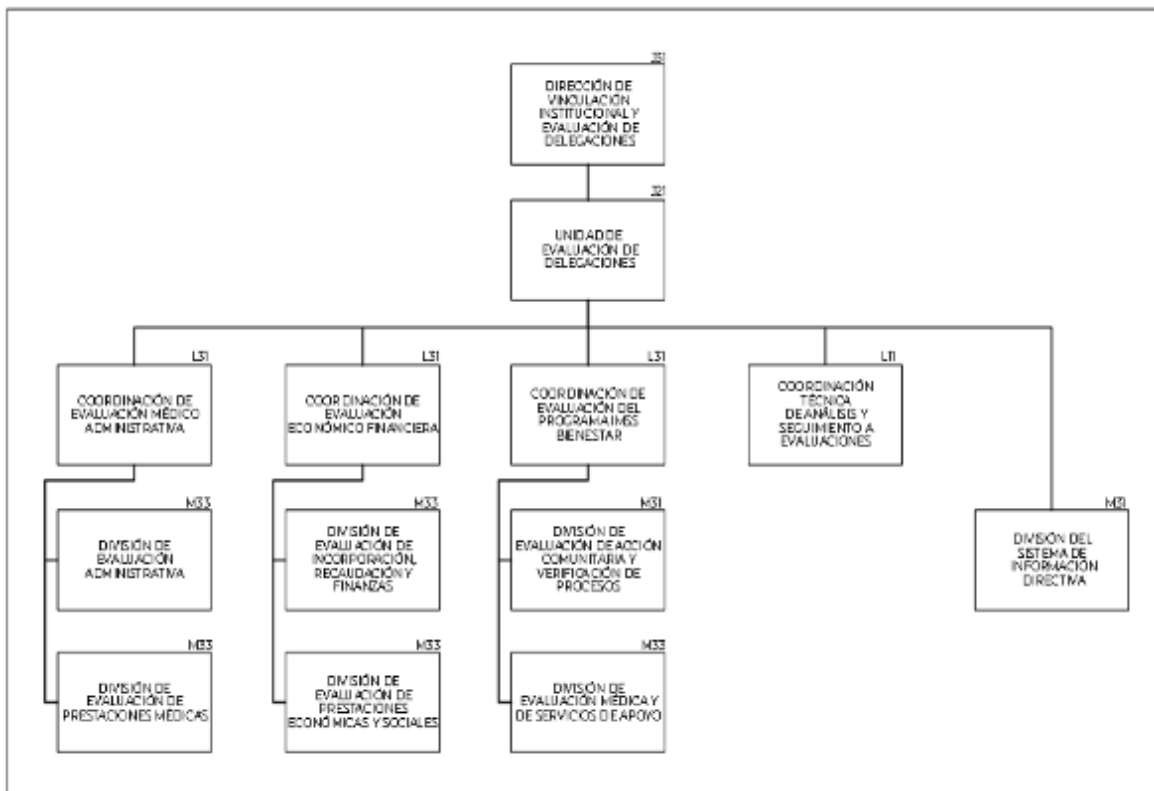 J51
DIRECCIÓN DE
VINCULACIÓN
INSTITUCIONAL Y
EVALUACIÓN DE
DELEGACIONES
J21
UNIDAD DE
EVALUACIÓN DE
DELEGACIONES
L31
COORDINACIÓN DE
EVALUACIÓN MÉDICO
ADMINISTRATIVA
L31
COORDINACIÓN DE
EVALUACIÓN
ECONÓMICO FINANCIERA
L31
COORDINACIÓN DE
EVALUACIÓN DEL
PROGRAMA IMSS
BIENESTAR
L11
COORDINACIÓN
TÉCNICA
DE ANÁLISIS Y
SEGUIMIENTO A
EVALUACIONES
M33
DIVISIÓN DE
EVALUACIÓN
ADMINISTRATIVA
M33
DIVISIÓN DE
EVALUACIÓN DE
INCORPORACIÓN,
RECAUDACIÓN Y
FINANZAS
M31
DIVISIÓN DE
EVALUACIÓN DE ACCIÓN
COMUNITARIA Y
VERIFICACIÓN DE
PROCESOS
M31
DIVISIÓN DEL
SISTEMA DE
INFORMACIÓN
DIRECTIVA
M33
DIVISIÓN DE
EVALUACIÓN DE
PRESTACIONES MÉDICAS
M33
DIVISIÓN DE
EVALUACIÓN DE
PRESTACIONES
ECONÓMICAS Y SOCIALES
M33
DIVISIÓN DE
EVALUACIÓN MÉDICA Y
DE SERVICIOS DE APOYO